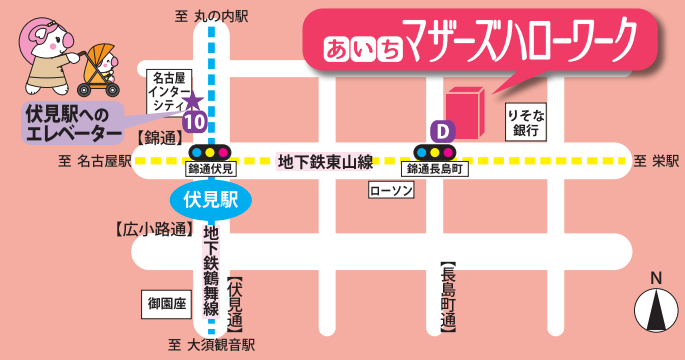 至 丸の内駅
あいち マザーズハローワーク
名古屋
インター
シティ
伏見駅への
エレベーター
10
【錦通】
D
りそな
銀行
至 名古屋駅
錦通伏見
地下鉄東山線
錦通長島町
至 栄駅
ローソン
伏見駅
【広小路通】
地下鉄鶴舞線
【伏見通】
【長島町通】
御園座
N
至 大須観音駅